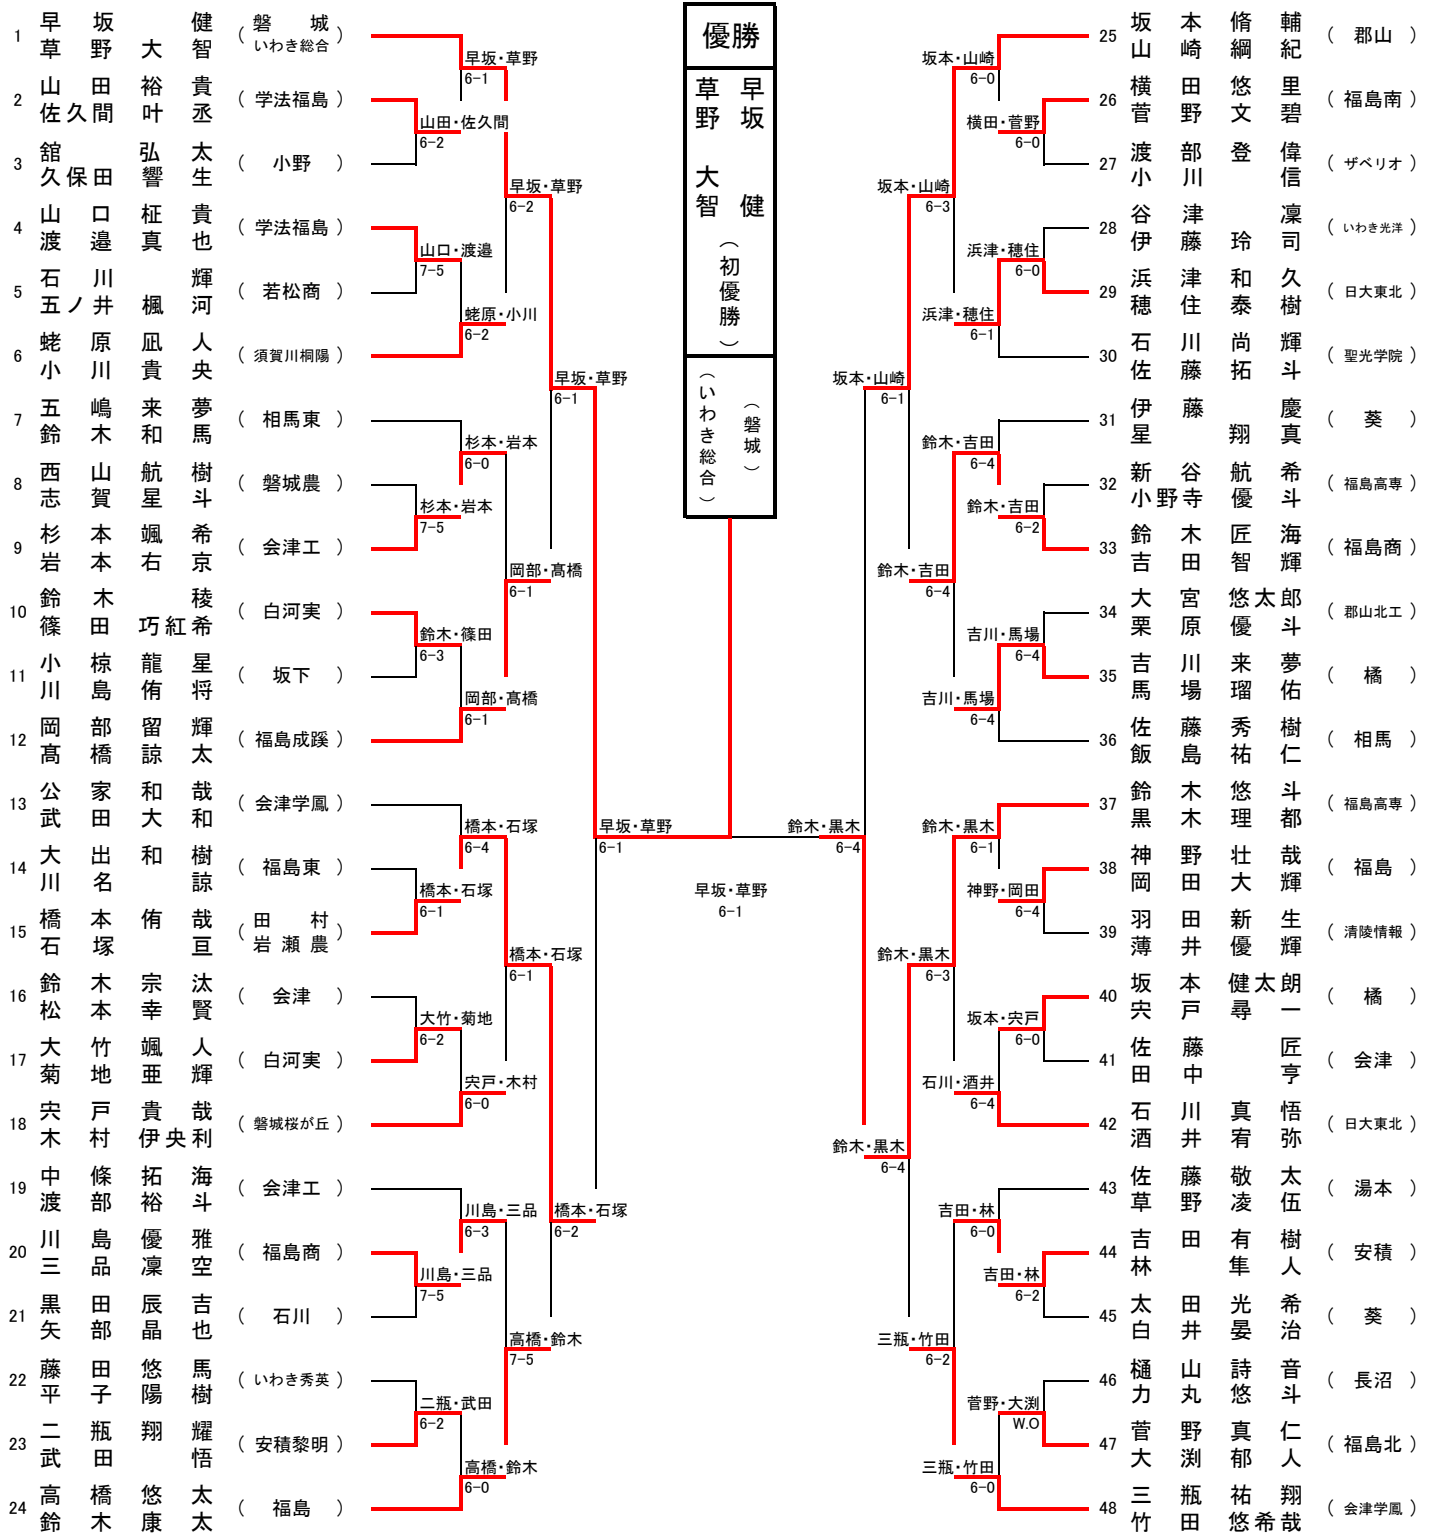 優勝
早坂 健
草野 大智
（初優勝）
（磐城）
（いわき総合）
1 早坂 健 （磐城
草野大智 いわき総合）
早坂・草野
6-1
2 山田裕貴 （学法福島）
佐久間叶丞
山田・佐久間
6-2
3 舘 弘太 （小野）
久保田響生
早坂・草野
6-2
4 山口柾貴 （学法福島）
渡邉真也
山口・渡邉
7-5
5 石川 輝 （若松商）
五ノ井楓河
蛯原・小川
6-2
6 蛯原凪人 （須賀川桐陽）
小川貴央
早坂・草野
6-1
7 五嶋来夢 （相馬東）
鈴木和馬
杉本・岩本
6-0
8 西山航樹 （磐城農）
志賀星斗
杉本・岩本
7-5
9 杉本颯希 （会津工）
岩本右京
岡部・髙橋
6-1
10 鈴木 稜 （白河実）
篠田巧紅希
鈴木・篠田
6-3
11 小椋龍星 （坂下）
川島侑将
岡部・髙橋
6-1
12 岡部留輝 （福島成蹊）
髙橋諒太
13 公家和哉 （会津学鳳）
武田大和
橋本・石塚
6-4
早坂・草野
6-1
14 大出和樹 （福島東）
川名 諒
橋本・石塚
6-1
15 橋本侑哉 （田村
石塚 亘 岩瀬農）
橋本・石塚
6-1
16 鈴木宗汰 （会津）
松本幸賢
大竹・菊地
6-2
17 大竹颯人 （白河実）
菊地亜輝
宍戸・木村
6-0
18 宍戸貴哉 （磐城桜が丘）
木村伊央利
19 中條拓海 （会津工）
渡部裕斗
川島・三品
6-3
橋本・石塚
6-2
20 川島優雅 （福島商）
三品凜空
川島・三品
7-5
21 黒田辰吉 （石川）
矢部晶也
高橋・鈴木
7-5
22 藤田悠馬 （いわき秀英）
平子陽樹
二瓶・武田
6-2
23 二瓶翔耀 （安積黎明）
武田 悟
高橋・鈴木
6-0
24 高橋悠太 （福島）
鈴木康太
早坂・草野
6-1
25 坂本脩輔 （郡山）
山崎綱紀
坂本・山崎
6-0
26 横田悠里 （福島南）
菅野文碧
横田・菅野
6-0
27 渡部登偉 （ザベリオ）
小川 信
坂本・山崎
6-3
28 谷津 凜 （いわき光洋）
伊藤玲司
浜津・穂住
6-0
29 浜津和久 （日大東北）
穂住泰樹
浜津・穂住
6-1
30 石川尚輝 （聖光学院）
佐藤拓斗
坂本・山崎
6-1
31 伊藤 慶 （葵）
星 翔真
鈴木・吉田
6-4
32 新谷航希 （福島高専）
小野寺優斗
鈴木・吉田
6-2
33 鈴木匠海 （福島商）
吉田智輝
鈴木・吉田
6-4
34 大宮悠太郎 （郡山北工）
栗原優斗
吉川・馬場
6-4
35 吉川来夢 （橘）
馬場瑠佑
吉川・馬場
6-4
36 佐藤秀樹 （相馬）
飯島祐仁
37 鈴木悠斗 （福島高専）
黒木理都
鈴木・黒木
6-4
鈴木・黒木
6-1
38 神野壮哉 （福島）
岡田大輝
神野・岡田
6-4
39 羽田新生 （清陵情報）
薄井優輝
鈴木・黒木
6-3
40 坂本健太朗 （橘）
宍戸尋一
坂本・宍戸
6-0
41 佐藤 匠 （会津）
田中 亨
石川・酒井
6-4
42 石川真悟 （日大東北）
酒井宥弥
鈴木・黒木
6-4
43 佐藤敬太 （湯本）
草野凌伍
吉田・林
6-0
44 吉田有樹 （安積）
林 隼人
吉田・林
6-2
45 太田光希 （葵）
白井晏治
三瓶・竹田
6-2
46 樋山詩音 （長沼）
力丸悠斗
菅野・大渕
W.O
47 菅野真仁 （福島北）
大渕郁人
三瓶・竹田
6-0
48 三瓶祐翔 （会津学鳳）
竹田悠希哉